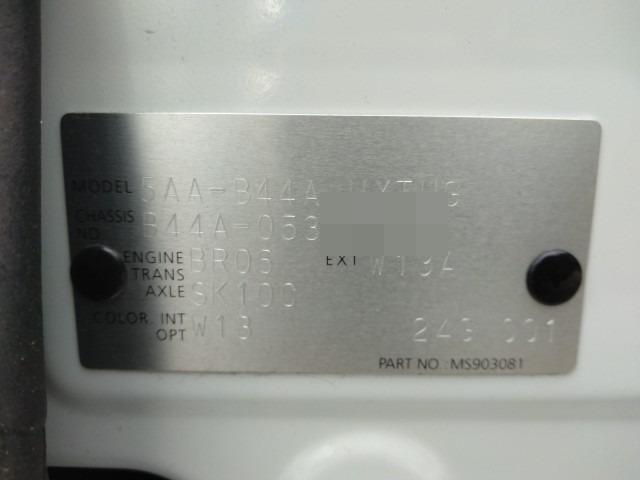 MODEL 5AA-B44A-HXTHG
CHASSIS NO. B44A-053
ENGINE BR06 EXT W13A
TRANS AXLE SK100
COLOR. INT W13
OPT 243 001
PART NO.: MS903081